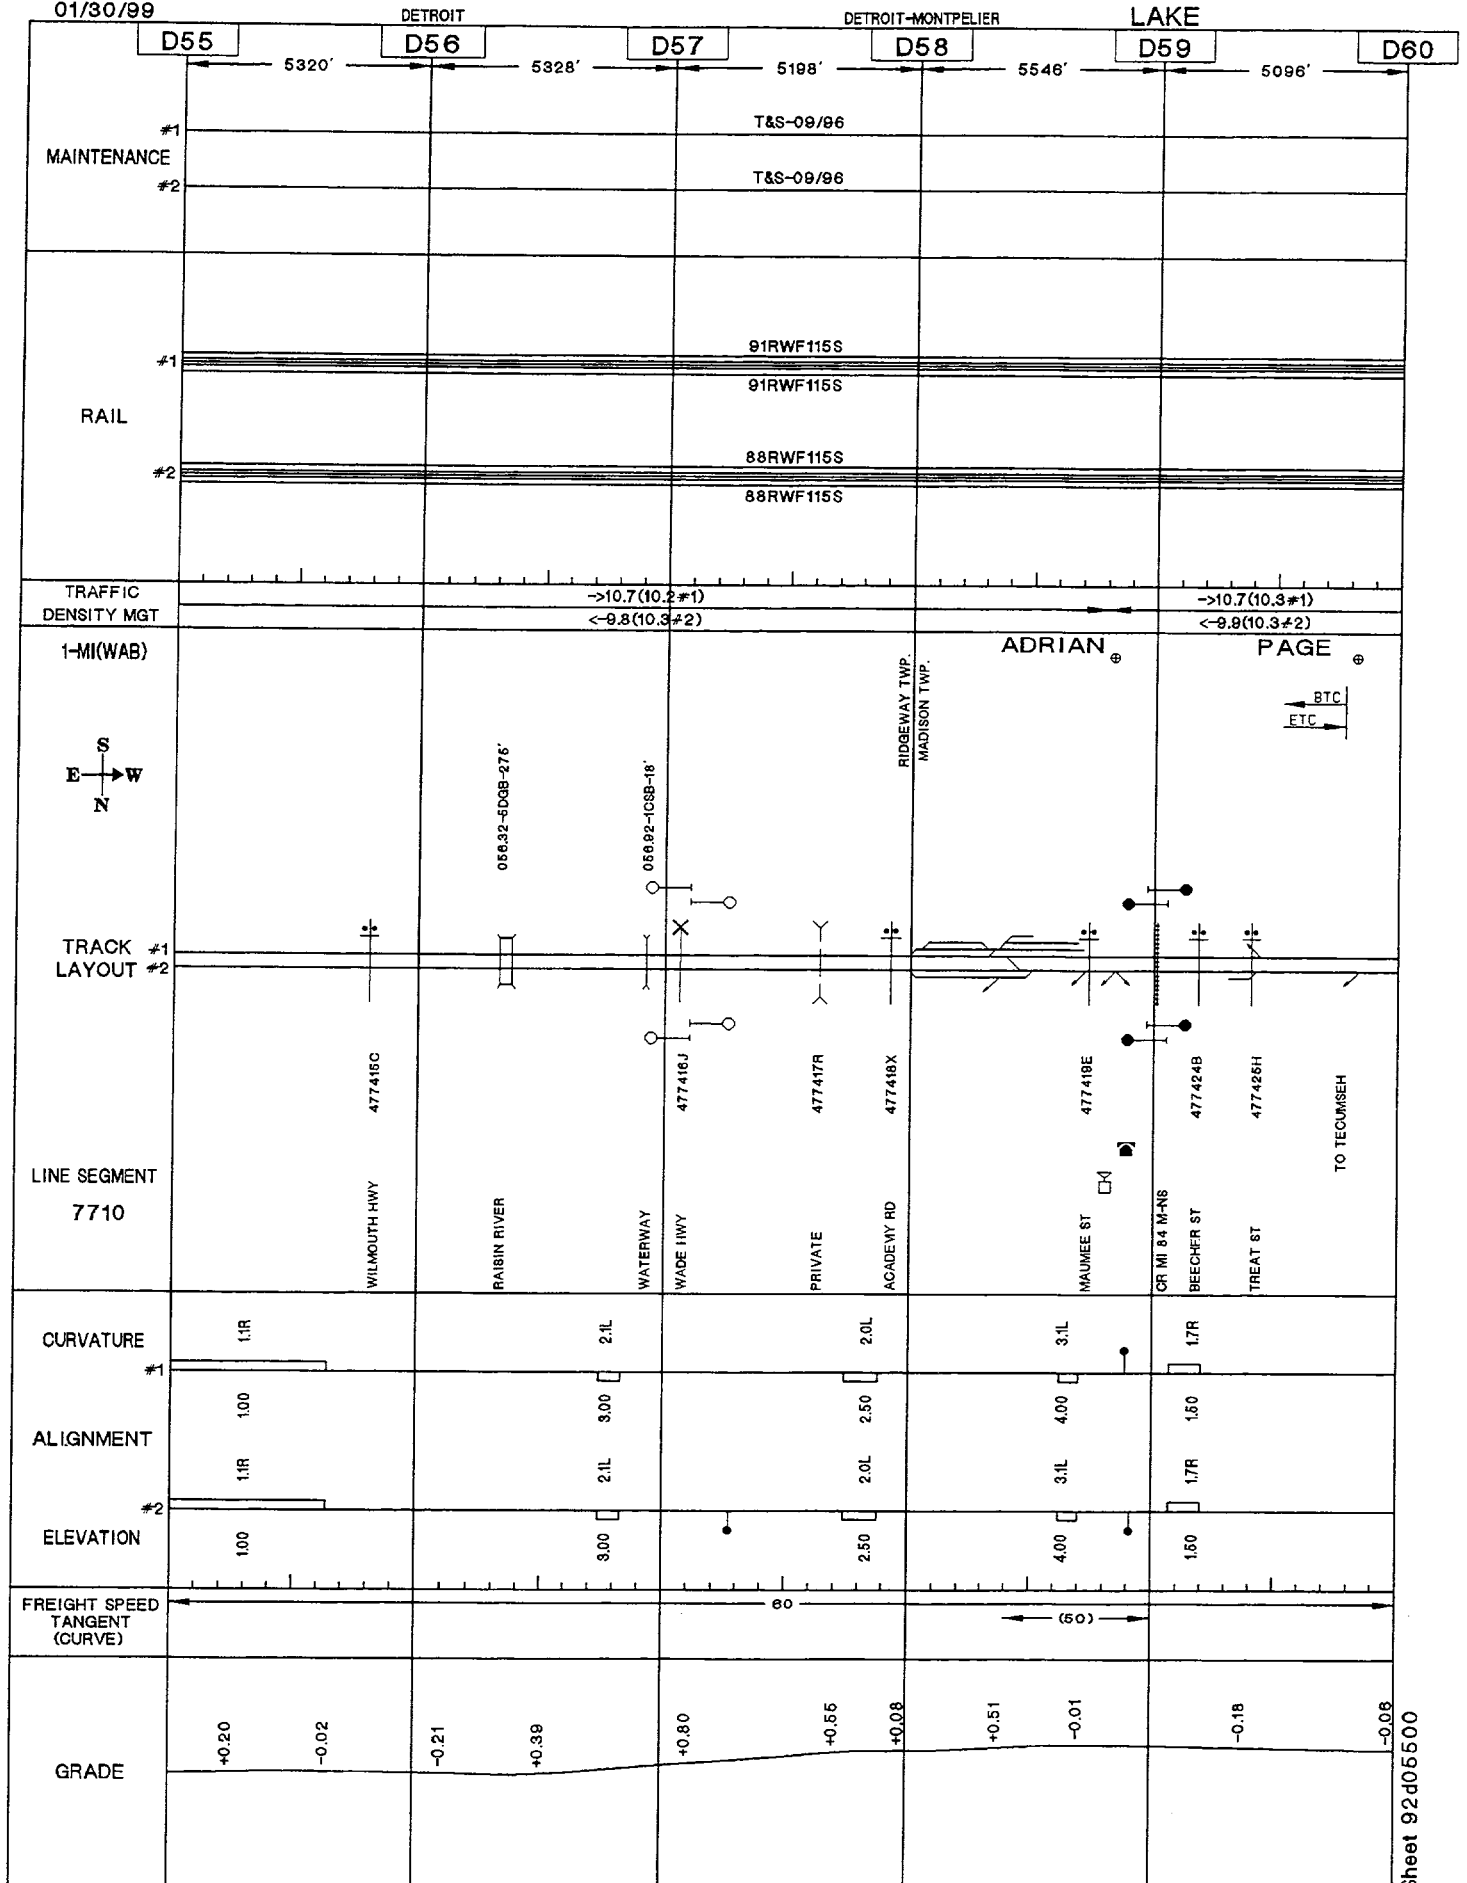 01/30/99
DETROIT
DETROIT-MONTPELIER
LAKE
D55
D56
D57
D58
D59
D60
5320'
5328'
5198'
5546'
5096'
#1
T&S-09/96
MAINTENANCE
#2
T&S-09/96
91RWF115S
#1
91RWF115S
RAIL
88RWF115S
#2
88RWF115S
TRAFFIC
DENSITY MGT
->10.7(10.2#1)
->10.7(10.3#1)
<-9.8(10.3#2)
<-9.9(10.3#2)
1-MI(WAB)
ADRIAN
PAGE
RIDGEWAY TWP.
MADISON TWP.
BTC
ETC
S
E
W
N
056.32-5DGB-275'
056.92-1CSB-18'
TRACK #1
LAYOUT #2
477415C
477416J
477417R
477418X
477419E
477424B
477425H
TO TECUMSEH
LINE SEGMENT
7710
WILMOUTH HWY
RAISIN RIVER
WATERWAY
WADE HWY
PRIVATE
ACADEMY RD
MAUMEE ST
CR MI 84 M-NS
BEECHER ST
TREAT ST
CURVATURE
1.1R
2.1L
2.0L
3.1L
1.7R
#1
1.00
3.00
2.50
4.00
1.50
ALIGNMENT
1.1R
2.1L
2.0L
3.1L
1.7R
#2
ELEVATION
1.00
3.00
2.50
4.00
1.50
FREIGHT SPEED
TANGENT
(CURVE)
60
(50)
GRADE
+0.20
-0.02
-0.21
+0.39
+0.80
+0.55
+0.08
+0.51
-0.01
-0.18
-0.06
Sheet 92d05500